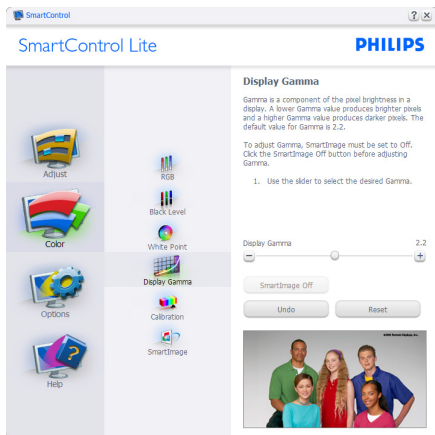 SmartControl
SmartControl Lite
PHILIPS
Adjust
Color
Options
Help
RGB
Black Level
White Point
Display Gamma
Calibration
SmartImage
Display Gamma
Gamma is a component of the pixel brightness in a
display. A lower Gamma value produces brighter pixels
and a higher Gamma value produces darker pixels. The
default value for Gamma is 2.2.
To adjust Gamma, SmartImage must be set to Off.
Click the SmartImage Off button before adjusting
Gamma.
1. Use the slider to select the desired Gamma.
Display Gamma 2.2
SmartImage Off
Undo Reset